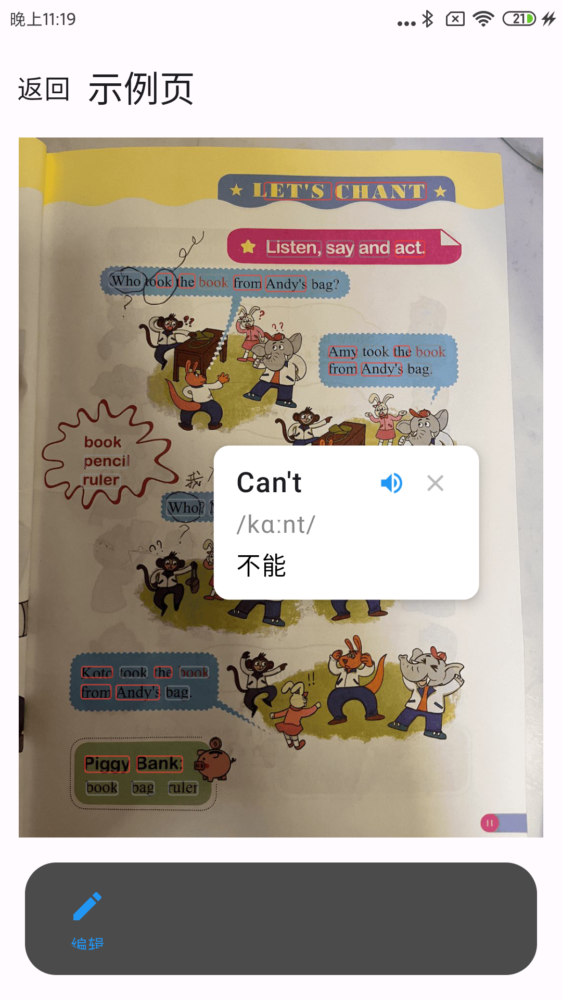 晚上11:19
21
返回 示例页
LET'S CHANT
Listen, say and act.
Who took the book from Andy's bag?
Amy took the book
from Andy's bag.
book
pencil
ruler
我
Who?
Can't
/kɑːnt/
不能
Koto took the book
from Andy's bag.
Piggy Bank:
book bag ruler
11
编辑